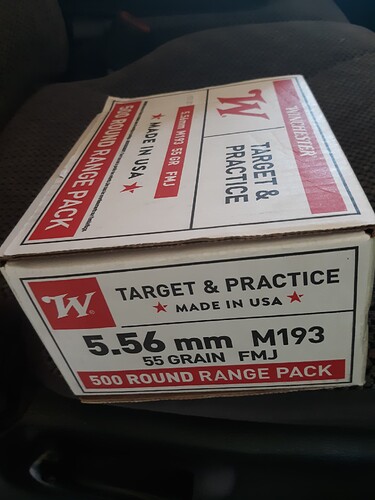 WINCHESTER
W
TARGET &
PRACTICE
5.56mm M193 55 GR FMJ
★ MADE IN USA ★
500 ROUND RANGE PACK
W
TARGET & PRACTICE
★ MADE IN USA ★
5.56 mm M193
55 GRAIN FMJ
500 ROUND RANGE PACK